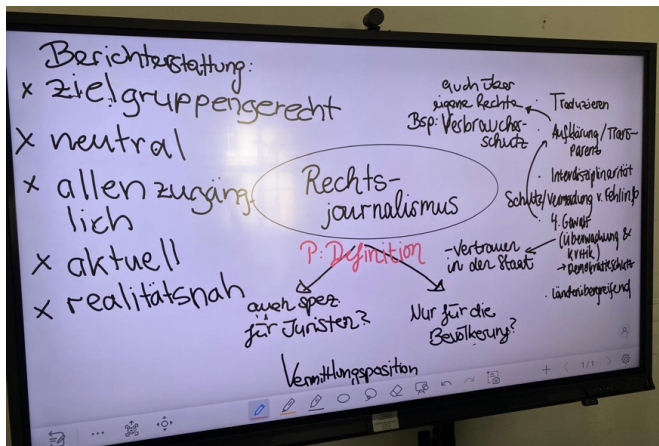 Berichterstattung:
x zielgruppengerecht
x neutral
x allen zugäng-
lich
x aktuell
x realitätsnah
Rechts-
journalismus
P: Definition
auch spez.
für Juristen?
Nur für die
Bevölkerung?
Vermittlungsposition
auch über
eigene Rechte
Bsp: Verbraucher-
schutz
- Vertrauen
in den Staat
· Traduzieren
· Aufklärung/Trans-
parenz
· Interdisziplinarität
Schutz/Vermeidung v. Fehlinfo
· 4. Gewalt
(Überwachung &
Kritik)
→ Demokratieschutz
· länderübergreifend
1/1